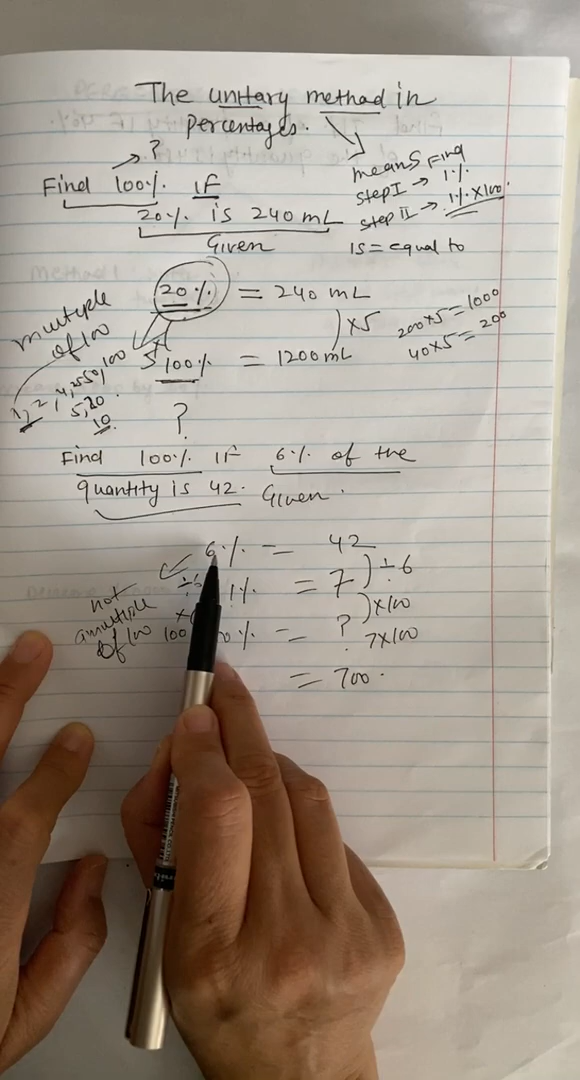 The unitary method in
percentages.
?
Find 100% IF
20% is 240 mL
Given
means Find
step I → 1%
step II → 1% × 100.
is = equal to
20% = 240 mL
×5
100% = 1200 mL
200×5 = 1000
40×5 = 200
multiple
of 100
1, 2, 4, 25 50, 100
5, 20.
10.
?
Find 100% IF 6% of the
quantity is 42. Given.
6% = 42
÷6 1% = 7 ) ÷6
)×100
100 = ? 7×100
= 700.
not
a multiple
of 100